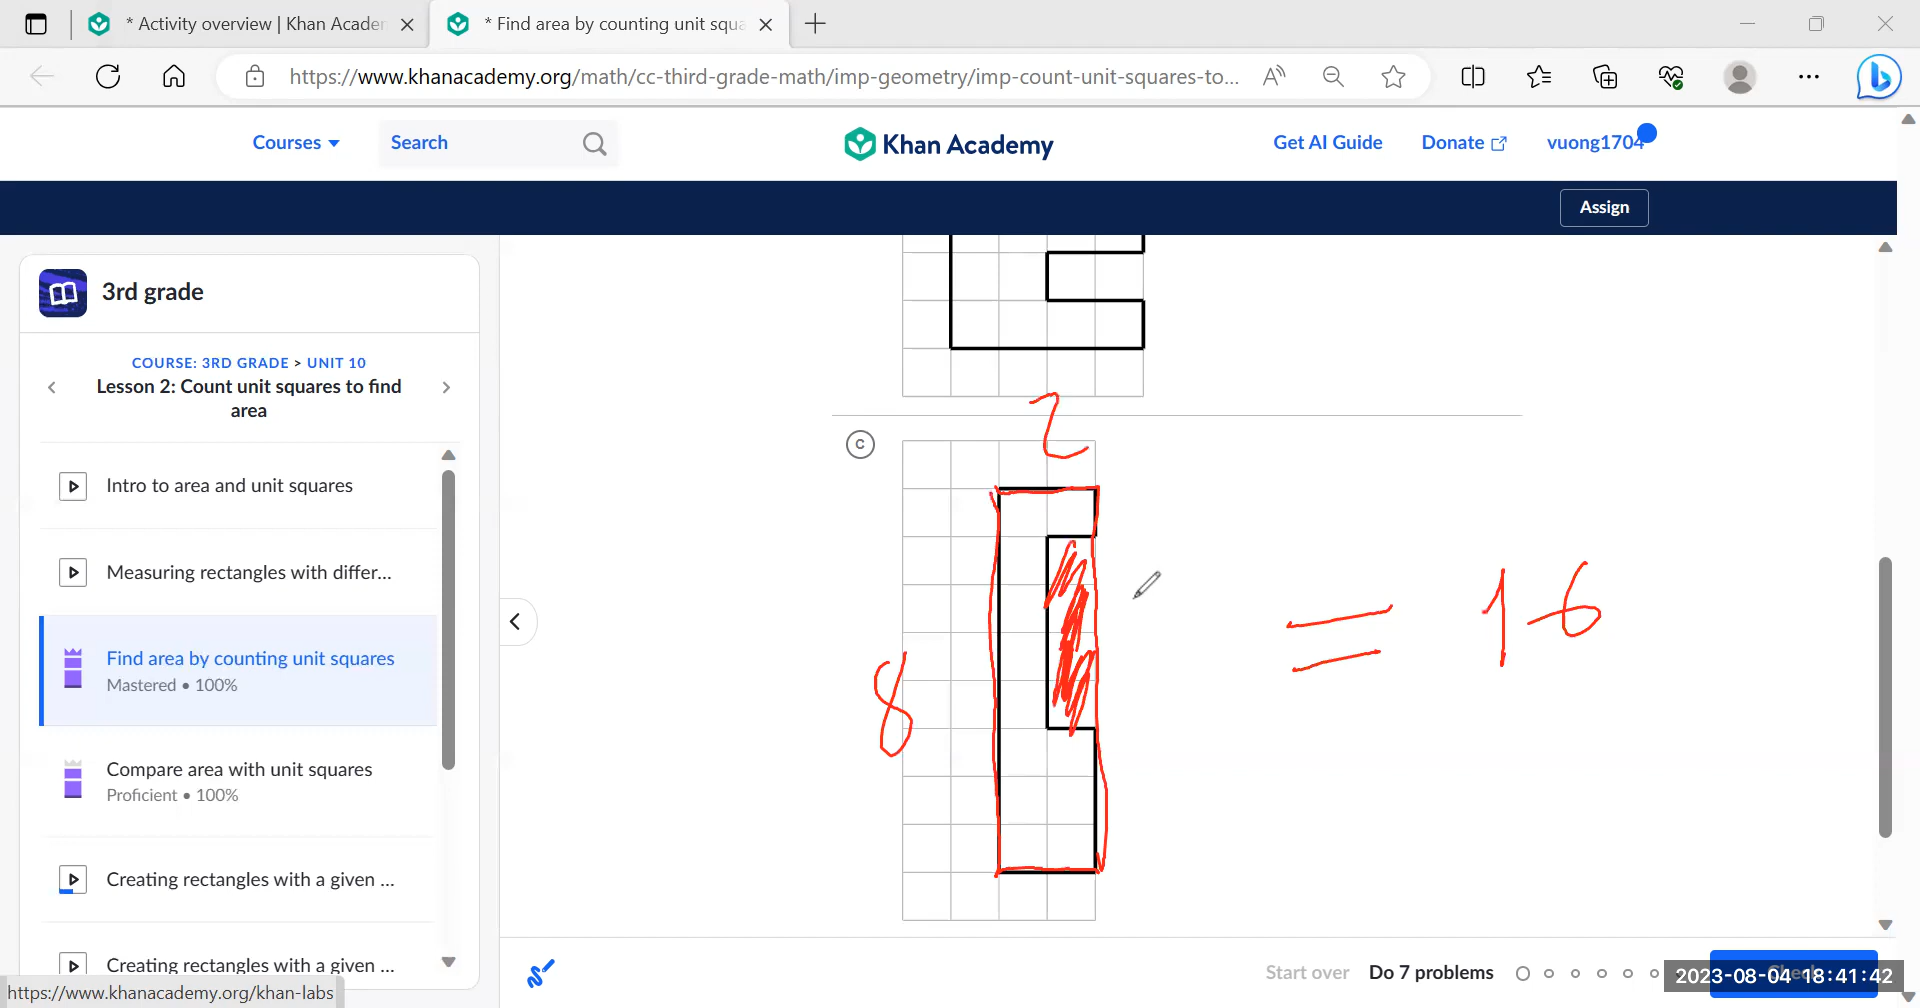 * Activity overview | Khan Academ
* Find area by counting unit squa
https://www.khanacademy.org/math/cc-third-grade-math/imp-geometry/imp-count-unit-squares-to...
Courses
Search
Khan Academy
Get AI Guide
Donate
vuong1704
Assign
3rd grade
COURSE: 3RD GRADE > UNIT 10
Lesson 2: Count unit squares to find
area
Intro to area and unit squares
Measuring rectangles with differ...
Find area by counting unit squares
Mastered • 100%
Compare area with unit squares
Proficient • 100%
Creating rectangles with a given ...
Creating rectangles with a given ...
2
C
8
= 16
Start over
Do 7 problems
2023-08-04 18:41:42
https://www.khanacademy.org/khan-labs